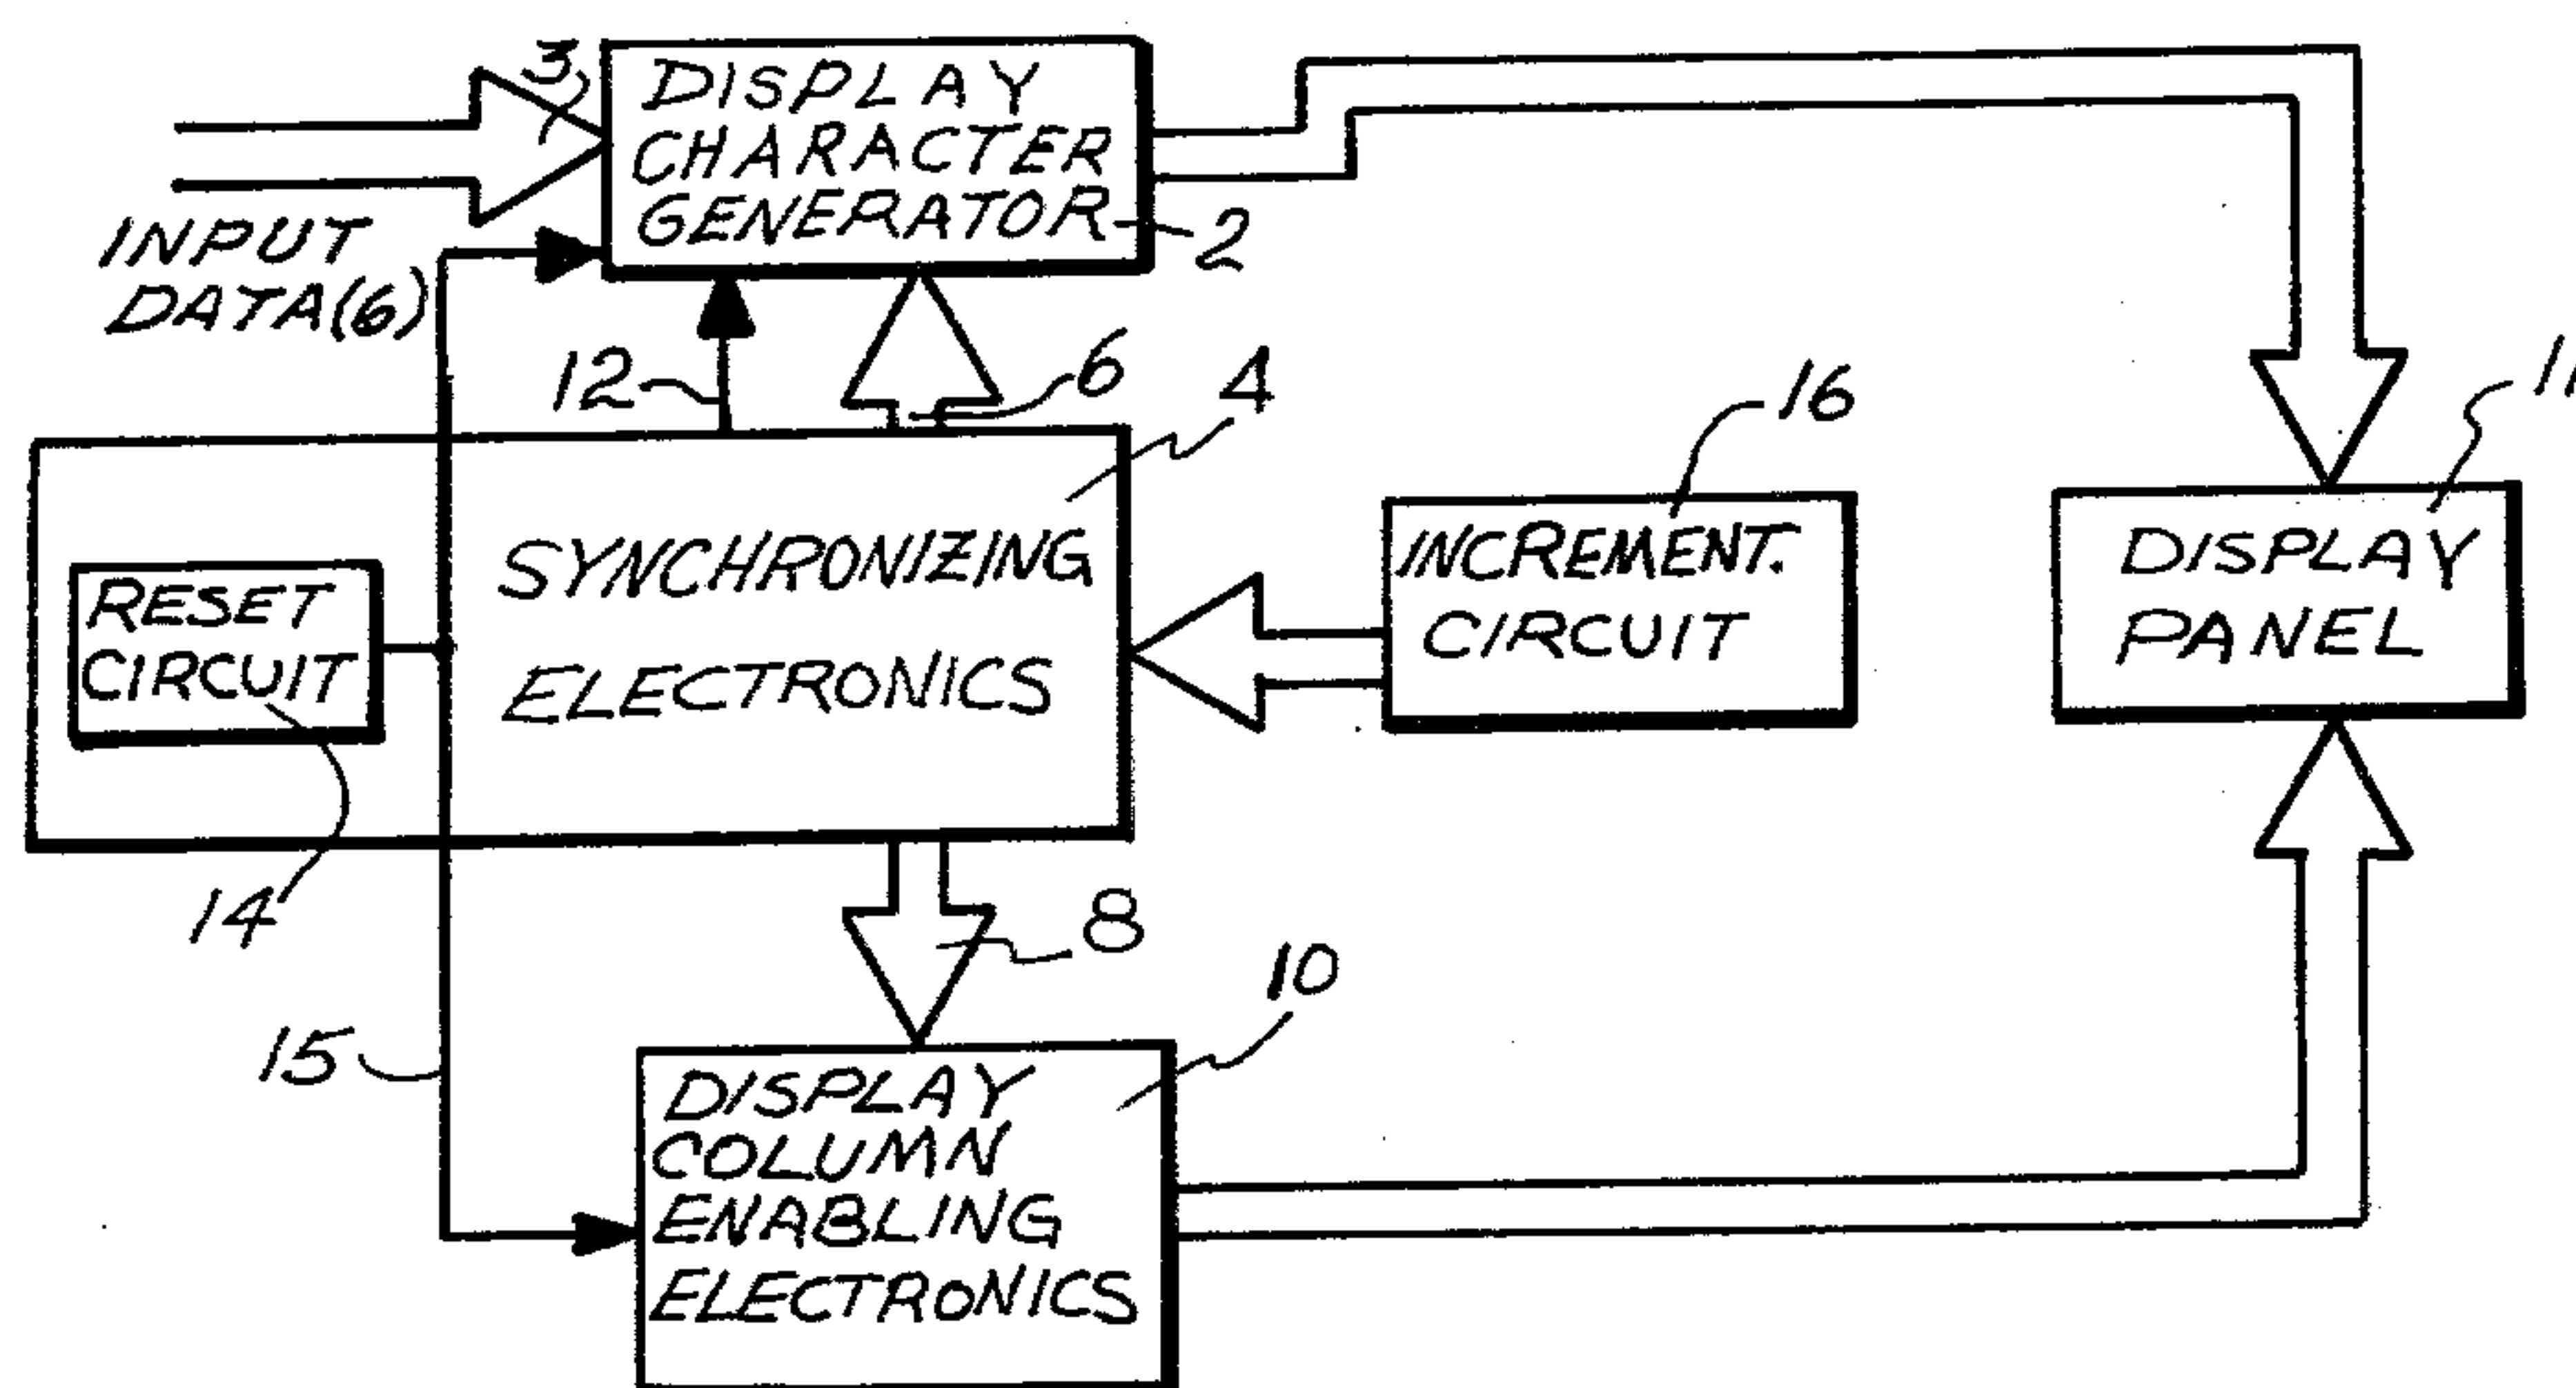 3
DISPLAY
CHARACTER
GENERATOR
2
INPUT
DATA(6)
12
6
4
16
11
SYNCHRONIZING
ELECTRONICS
RESET
CIRCUIT
INCREMENT.
CIRCUIT
DISPLAY
PANEL
14
8
10
15
DISPLAY
COLUMN
ENABLING
ELECTRONICS